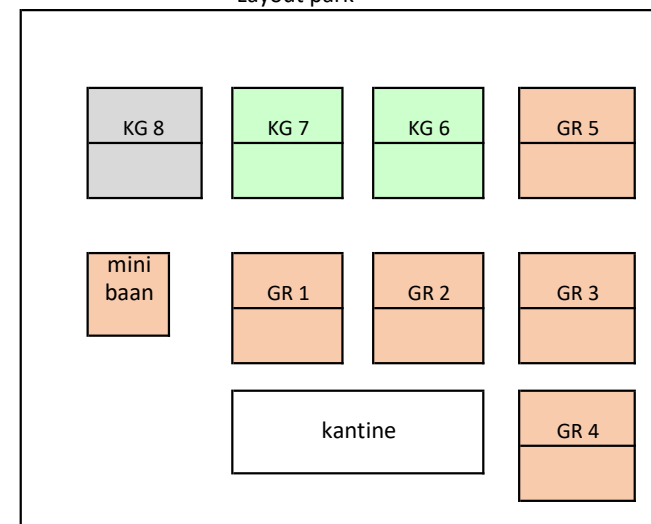 Layout park
KG 8
KG 7
KG 6
GR 5
mini
baan
GR 1
GR 2
GR 3
kantine
GR 4